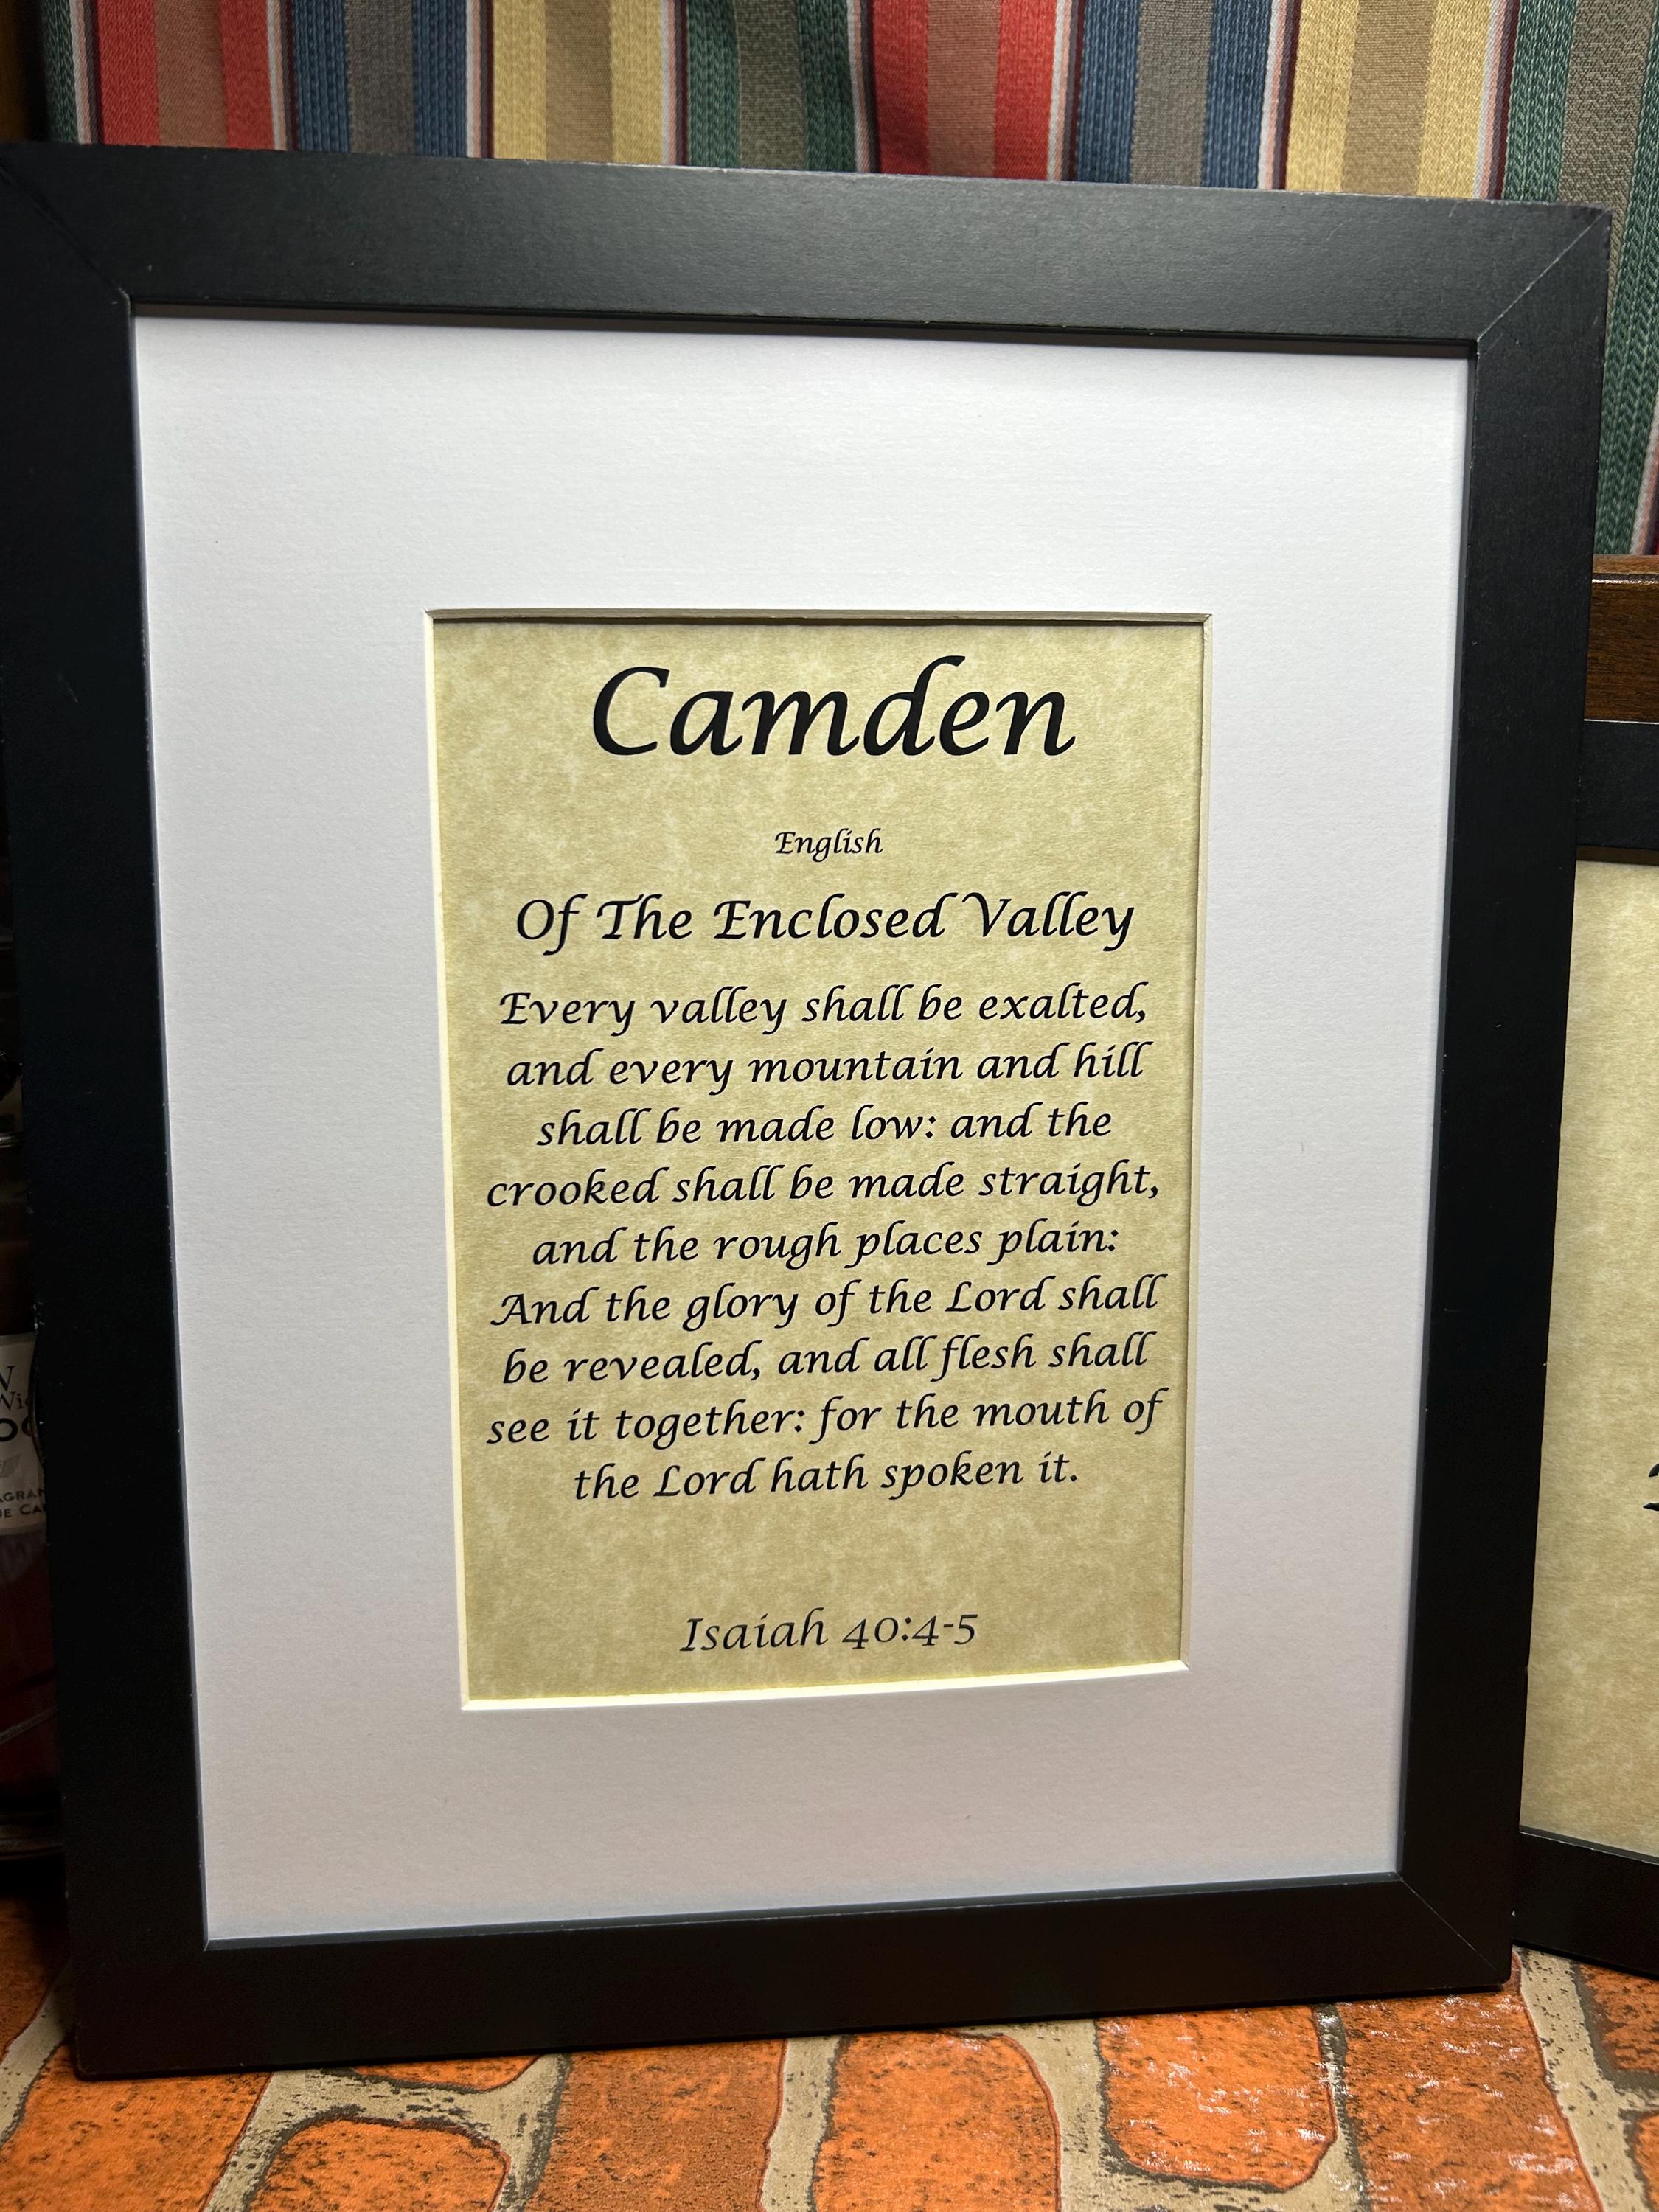 Camden
English
Of The Enclosed Valley
Every valley shall be exalted,
and every mountain and hill
shall be made low: and the
crooked shall be made straight,
and the rough places plain:
And the glory of the Lord shall
be revealed, and all flesh shall
see it together: for the mouth of
the Lord hath spoken it.
Isaiah 40:4-5